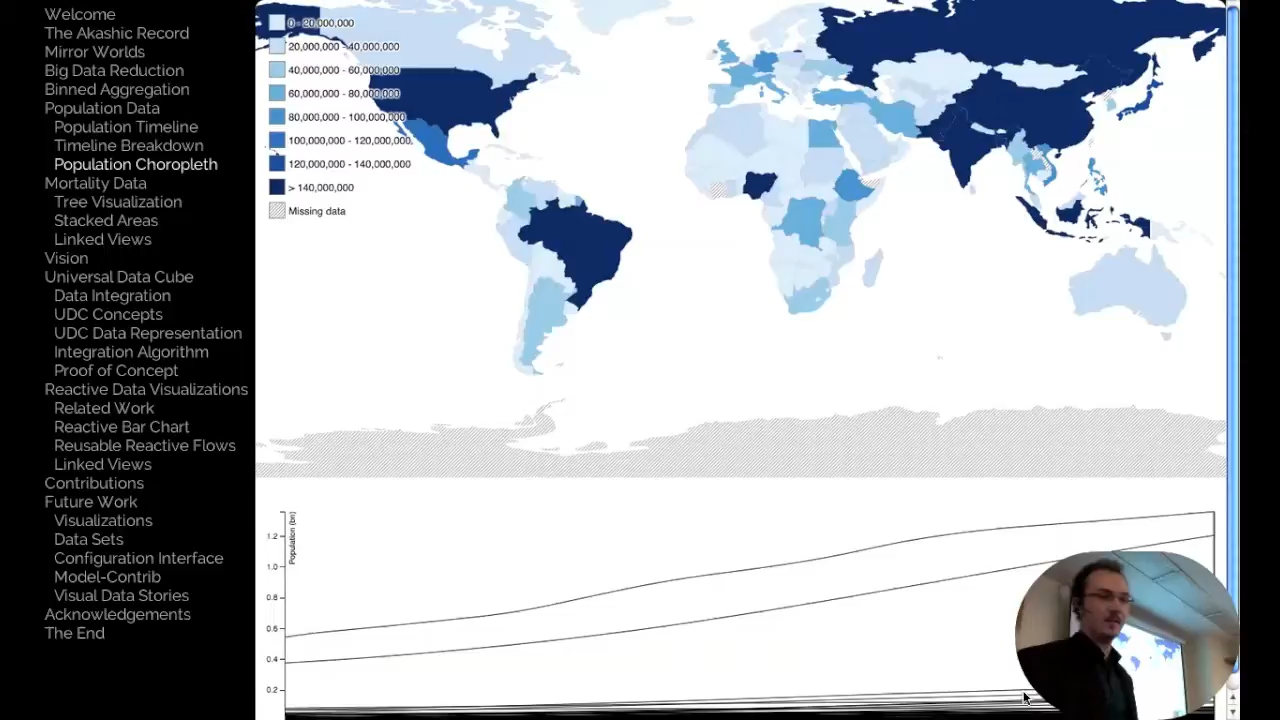 Welcome
The Akashic Record
Mirror Worlds
Big Data Reduction
Binned Aggregation
Population Data
Population Timeline
Timeline Breakdown
Population Choropleth
Mortality Data
Tree Visualization
Stacked Areas
Linked Views
Vision
Universal Data Cube
Data Integration
UDC Concepts
UDC Data Representation
Integration Algorithm
Proof of Concept
Reactive Data Visualizations
Related Work
Reactive Bar Chart
Reusable Reactive Flows
Linked Views
Contributions
Future Work
Visualizations
Data Sets
Configuration Interface
Model-Contrib
Visual Data Stories
Acknowledgements
The End
0 - 20,000,000
20,000,000 - 40,000,000
40,000,000 - 60,000,000
60,000,000 - 80,000,000
80,000,000 - 100,000,000
100,000,000 - 120,000,000
120,000,000 - 140,000,000
> 140,000,000
Missing data
Population (bn)
1.2
1.0
0.8
0.6
0.4
0.2